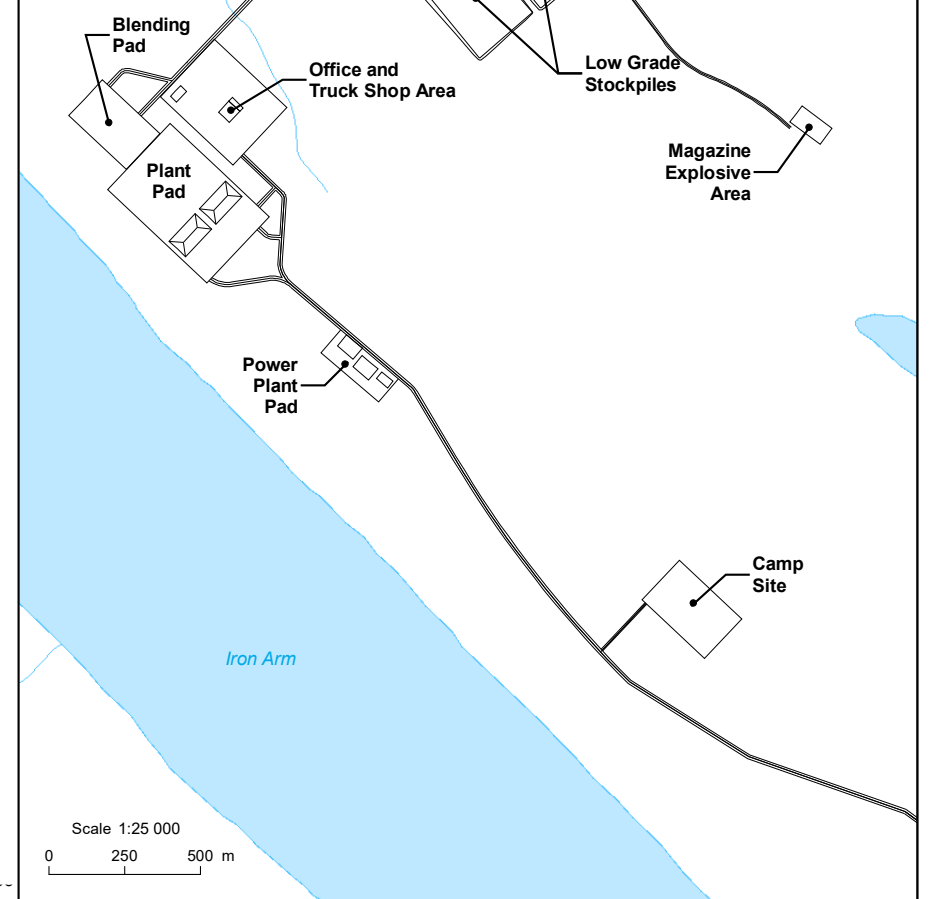 Blending
Pad
Office and
Truck Shop Area
Low Grade
Stockpiles
Plant
Pad
Magazine
Explosive
Area
Power
Plant
Pad
Camp
Site
Iron Arm
Scale 1:25 000
0 250 500 m